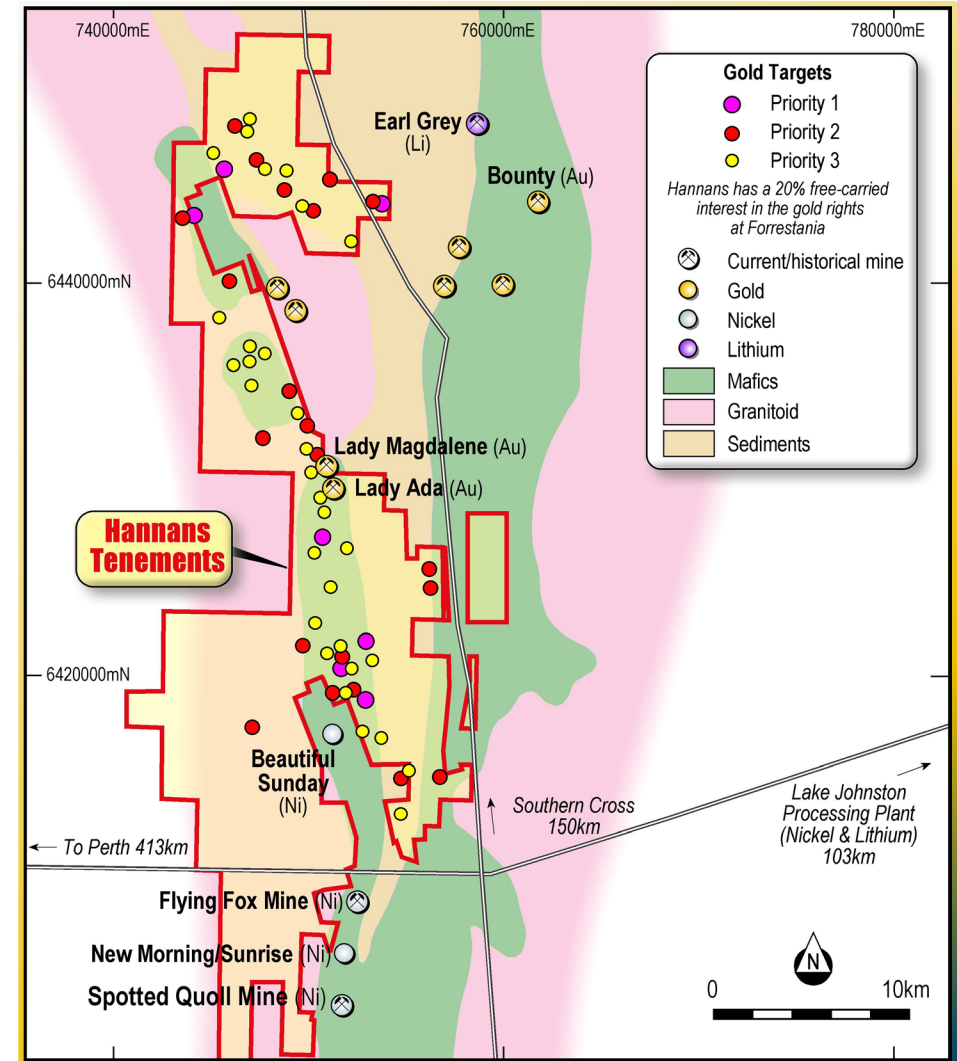 740000mE
760000mE
780000mE
Gold Targets
Priority 1
Priority 2
Priority 3
Hannans has a 20% free-carried
interest in the gold rights
at Forrestania
Current/historical mine
Gold
Nickel
Lithium
Mafics
Granitoid
Sediments
Earl Grey
(Li)
Bounty (Au)
6440000mN
Lady Magdalene (Au)
Lady Ada (Au)
Hannans
Tenements
6420000mN
Beautiful
Sunday
(Ni)
Southern Cross
150km
Lake Johnston
Processing Plant
(Nickel & Lithium)
103km
To Perth 413km
Flying Fox Mine (Ni)
New Morning/Sunrise (Ni)
Spotted Quoll Mine (Ni)
N
0
10km